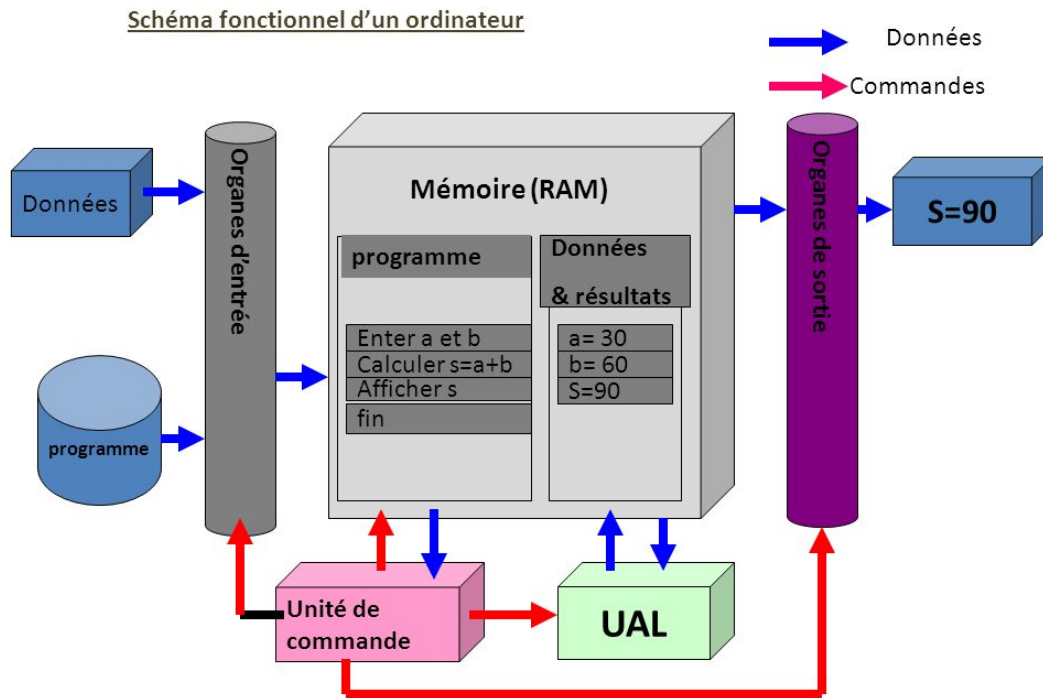 Schéma fonctionnel d'un ordinateur
Données
Commandes
Données
programme
Organes d'entrée
Mémoire (RAM)
programme
Enter a et b
Calculer s=a+b
Afficher s
fin
Données
& résultats
a= 30
b= 60
S=90
Organes de sortie
S=90
Unité de
commande
UAL